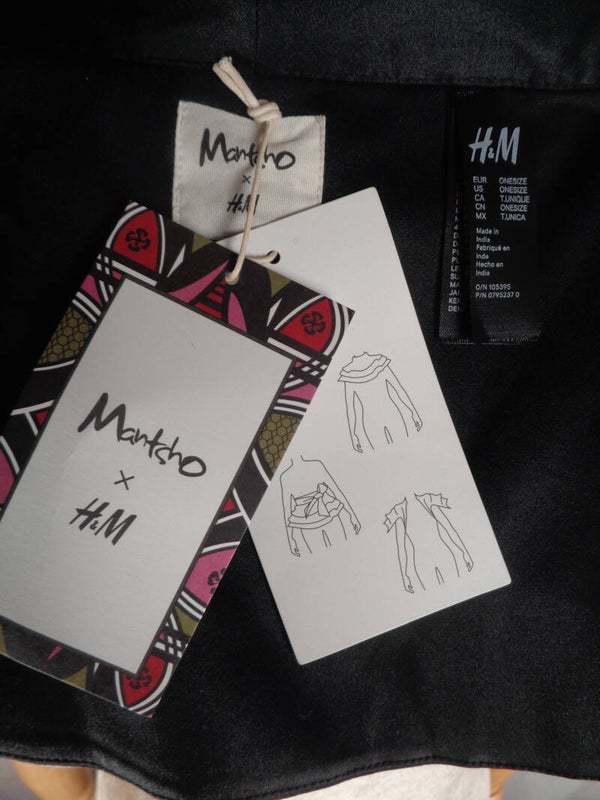 Mantsho
x
H&M
Mantsho
x
H&M
H&M
EUR ONESIZE
US ONESIZE
CA T.UNIQUE
CN ONESIZE
MX T.UNICA
Made in
India
Fabriqué en
Inde
Hecho en
India
O/N 105395
P/N 0795237 0